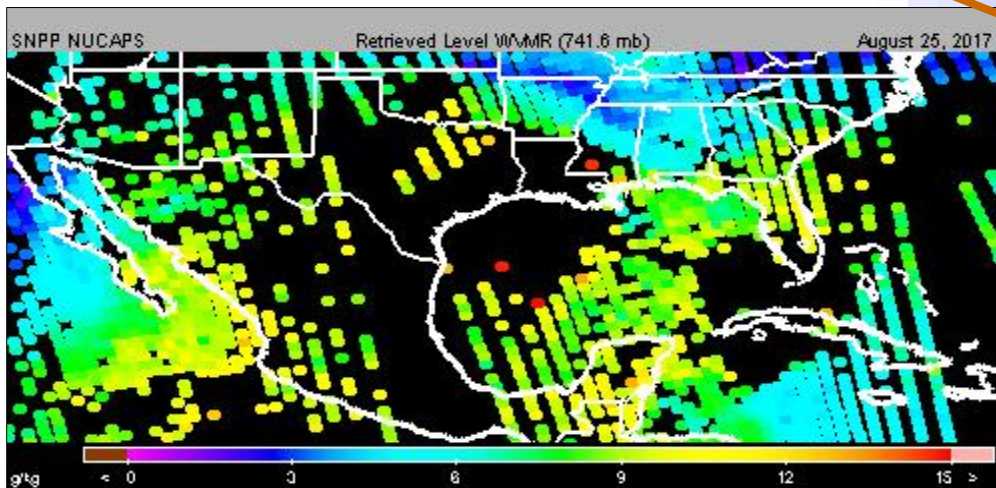 SNPP NUCAPS Retrieved Level WVMR (741.6 mb) August 25, 2017
g/kg < 0 3 6 9 12 15 >